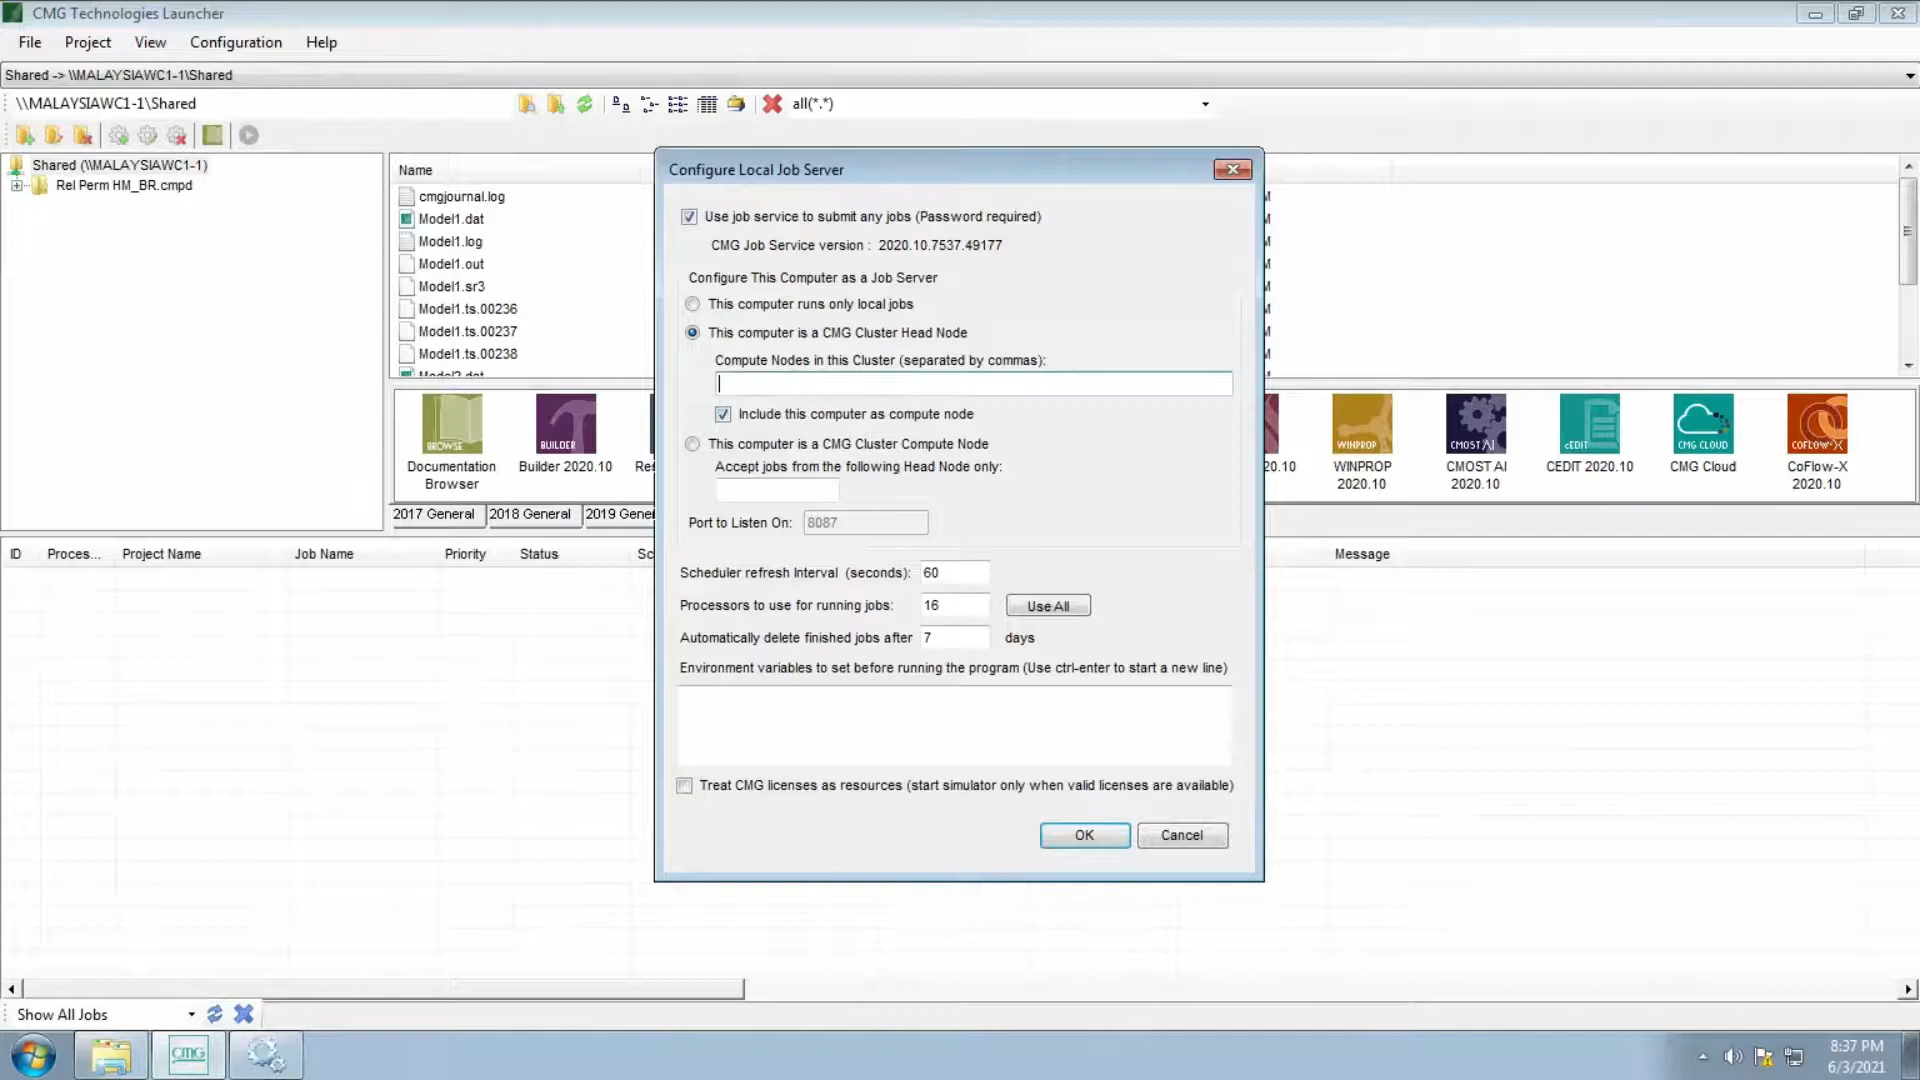 CMG Technologies Launcher
File Project View Configuration Help
Shared -> \\MALAYSIAWC1-1\Shared
\\MALAYSIAWC1-1\Shared
all(*.*)
Shared (\\MALAYSIAWC1-1)
Rel Perm HM_BR.cmpd
Name
cmgjournal.log
Model1.dat
Model1.log
Model1.out
Model1.sr3
Model1.ts.00236
Model1.ts.00237
Model1.ts.00238
Configure Local Job Server
Use job service to submit any jobs (Password required)
CMG Job Service version : 2020.10.7537.49177
Configure This Computer as a Job Server
This computer runs only local jobs
This computer is a CMG Cluster Head Node
Compute Nodes in this Cluster (separated by commas):
Include this computer as compute node
This computer is a CMG Cluster Compute Node
Accept jobs from the following Head Node only:
Port to Listen On: 8087
Scheduler refresh Interval (seconds): 60
Processors to use for running jobs: 16 Use All
Automatically delete finished jobs after 7 days
Environment variables to set before running the program (Use ctrl-enter to start a new line)
Treat CMG licenses as resources (start simulator only when valid licenses are available)
OK Cancel
BROWSE BUILDER WINPROP CMOST AI cEDIT CMG CLOUD COFLOW-X
Documentation Browser
Builder 2020.10
Re
20.10
WINPROP 2020.10
CMOST AI 2020.10
CEDIT 2020.10
CMG Cloud
CoFlow-X 2020.10
2017 General 2018 General 2019 Gene
ID Proces... Project Name Job Name Priority Status Sc Message
Show All Jobs
CMG
8:37 PM
6/3/2021